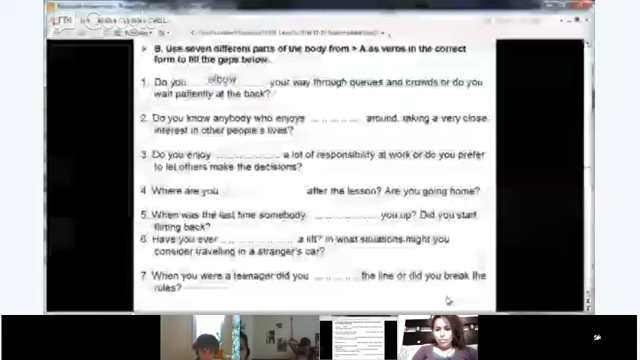 B. Use seven different parts of the body from > A as verbs in the correct
form to fill the gaps below.
1. Do you elbow your way through queues and crowds or do you
wait patiently at the back?
2. Do you know anybody who enjoys ............ around, taking a very close
interest in other people's lives?
3. Do you enjoy ............ a lot of responsibility at work or do you prefer
to let others make the decisions?
4 Where are you after the lesson? Are you going home?
5. When was the last time somebody ............ you up? Did you start
flirting back?
6. Have you ever ............ a lift? In what situations might you
consider travelling in a stranger's car?
7 When you were a teenager did you ............ the line or did you break the
rules?